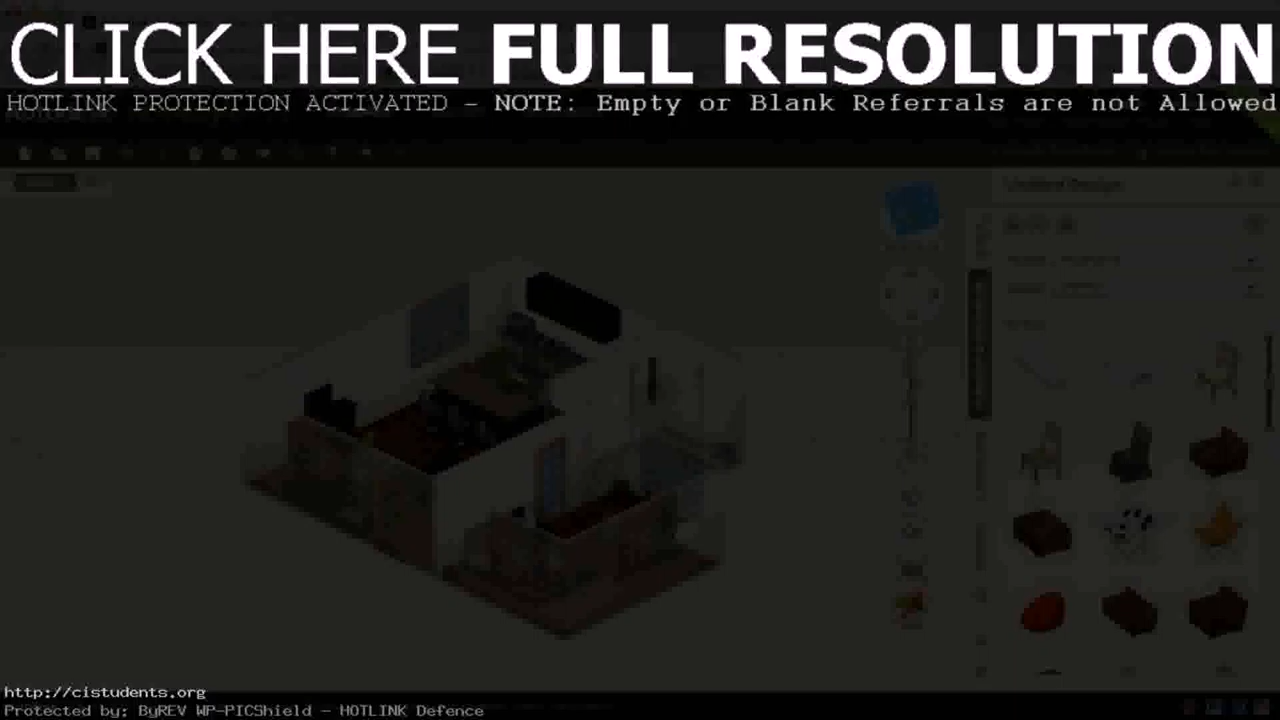 CLICK HERE FULL RESOLUTION
HOTLINK PROTECTION ACTIVATED - NOTE: Empty or Blank Referrals are not Allowed
http://cistudents.org
Protected by: ByREV WP-PICShield - HOTLINK Defence